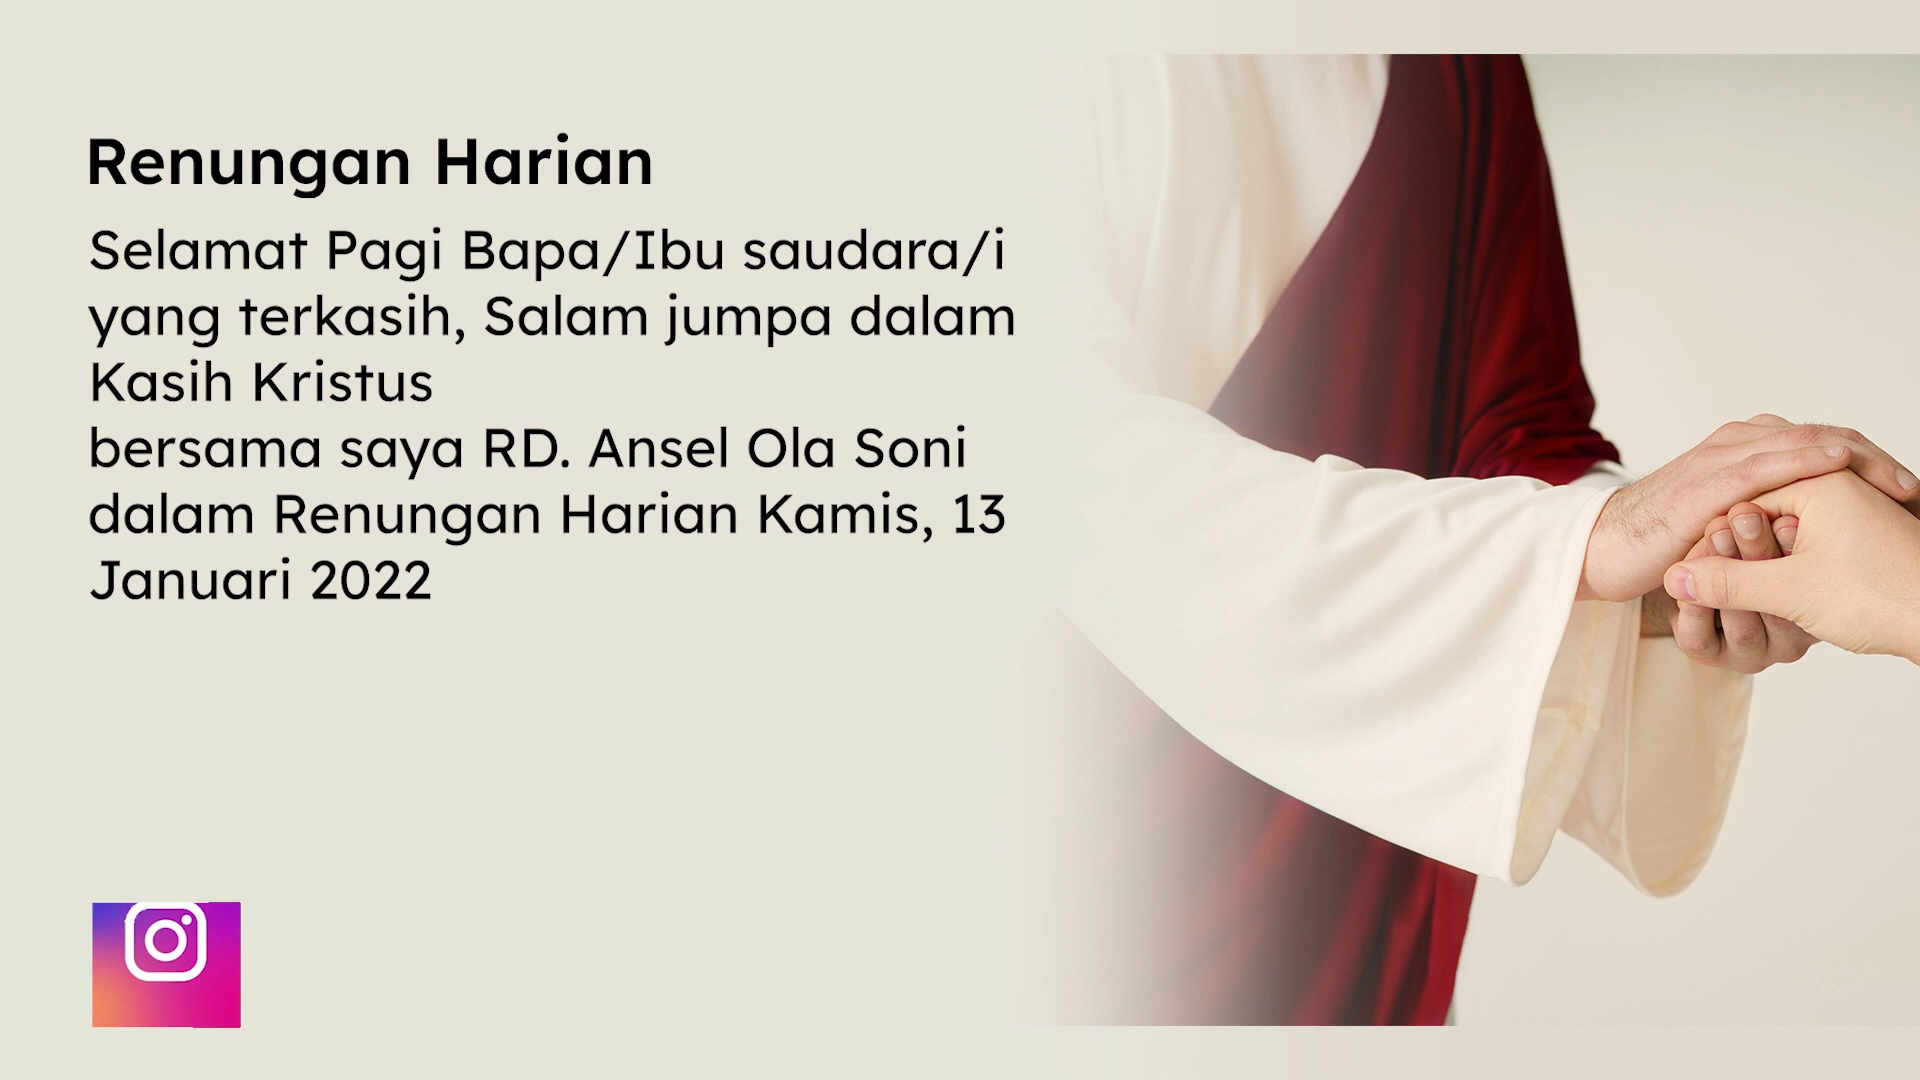 Renungan Harian
Selamat Pagi Bapa/Ibu saudara/i
yang terkasih, Salam jumpa dalam
Kasih Kristus
bersama saya RD. Ansel Ola Soni
dalam Renungan Harian Kamis, 13
Januari 2022